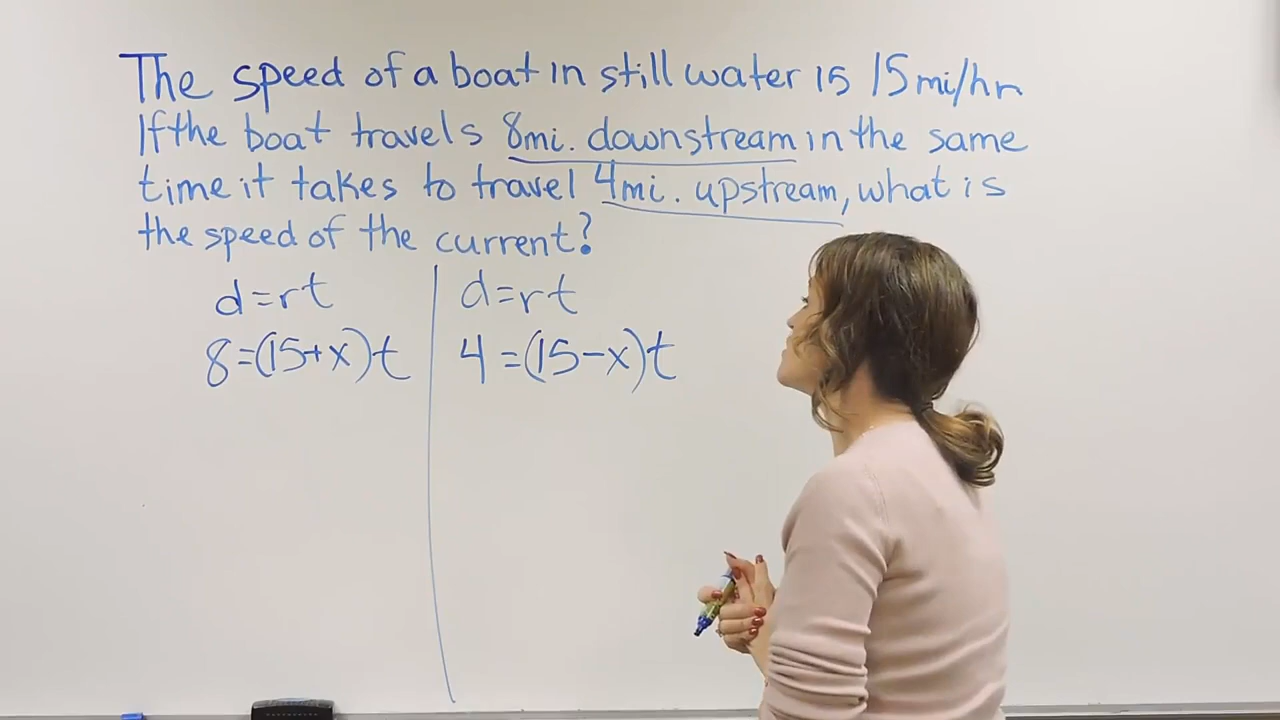 The speed of a boat in still water is 15mi/hr
If the boat travels 8mi. downstream in the same
time it takes to travel 4mi. upstream, what is
the speed of the current?
d=rt d=rt
8=(15+x)t 4=(15-x)t